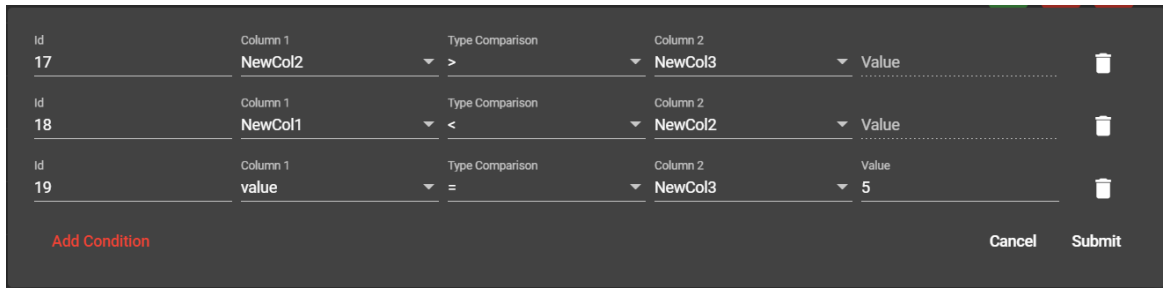 Id Column 1 Type Comparison Column 2
17 NewCol2 > NewCol3 Value
Id Column 1 Type Comparison Column 2
18 NewCol1 < NewCol2 Value
Id Column 1 Type Comparison Column 2 Value
19 value = NewCol3 5
Add Condition Cancel Submit